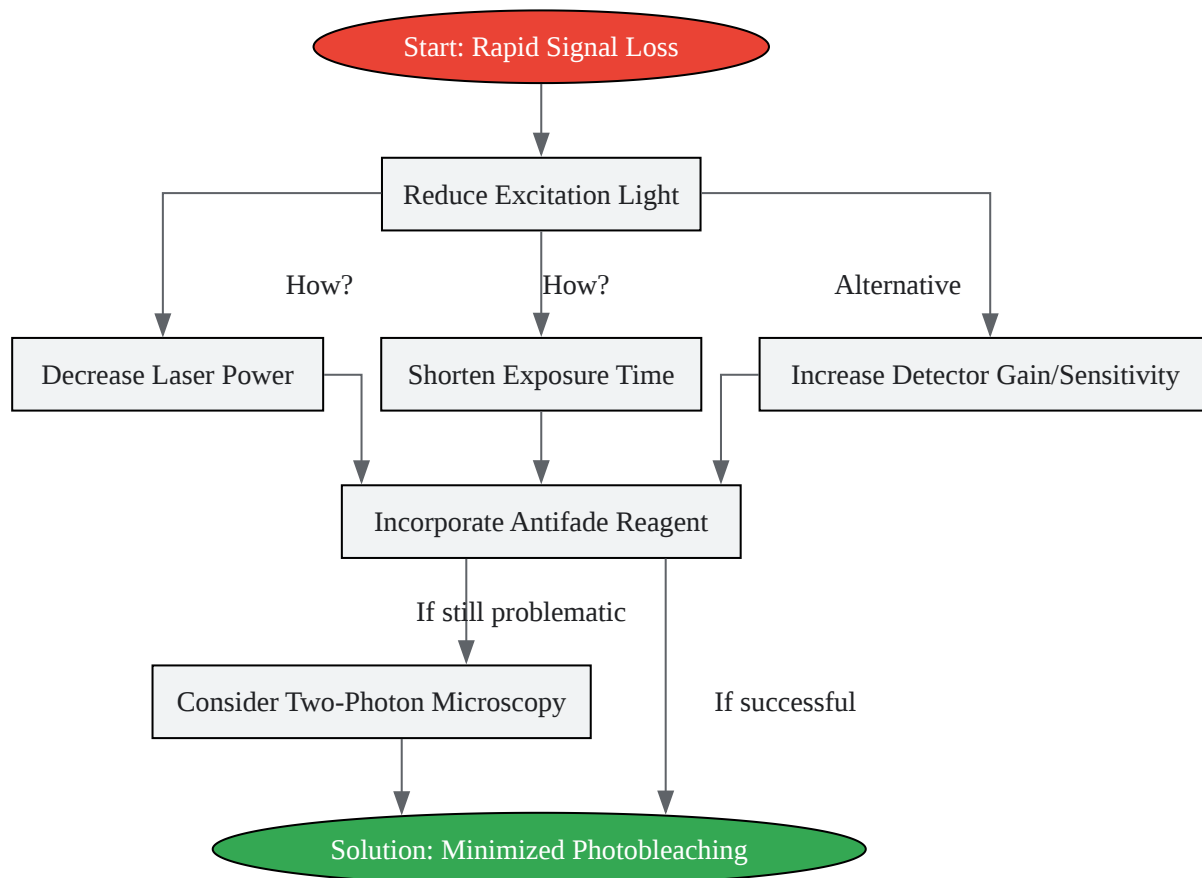 Start: Rapid Signal Loss
Reduce Excitation Light
How?
How?
Alternative
Decrease Laser Power
Shorten Exposure Time
Increase Detector Gain/Sensitivity
Incorporate Antifade Reagent
If still problematic
Consider Two-Photon Microscopy
If successful
Solution: Minimized Photobleaching